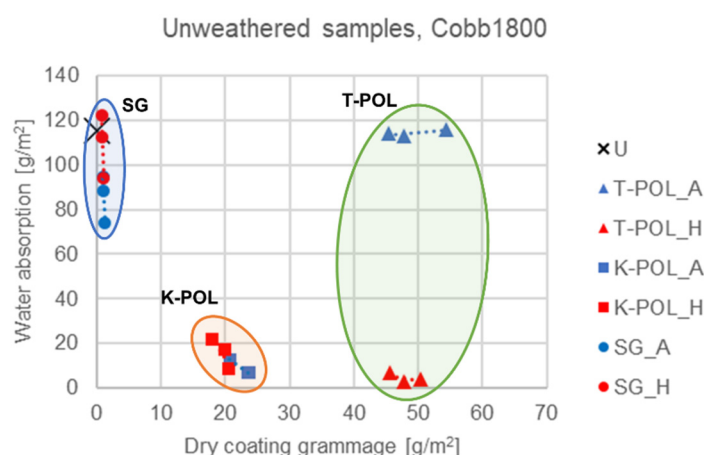 Unweathered samples, Cobb1800
Water absorption [g/m²]
140
120
100
80
60
40
20
0
SG
T-POL
K-POL
0 10 20 30 40 50 60 70
Dry coating grammage [g/m²]
U
T-POL_A
T-POL_H
K-POL_A
K-POL_H
SG_A
SG_H